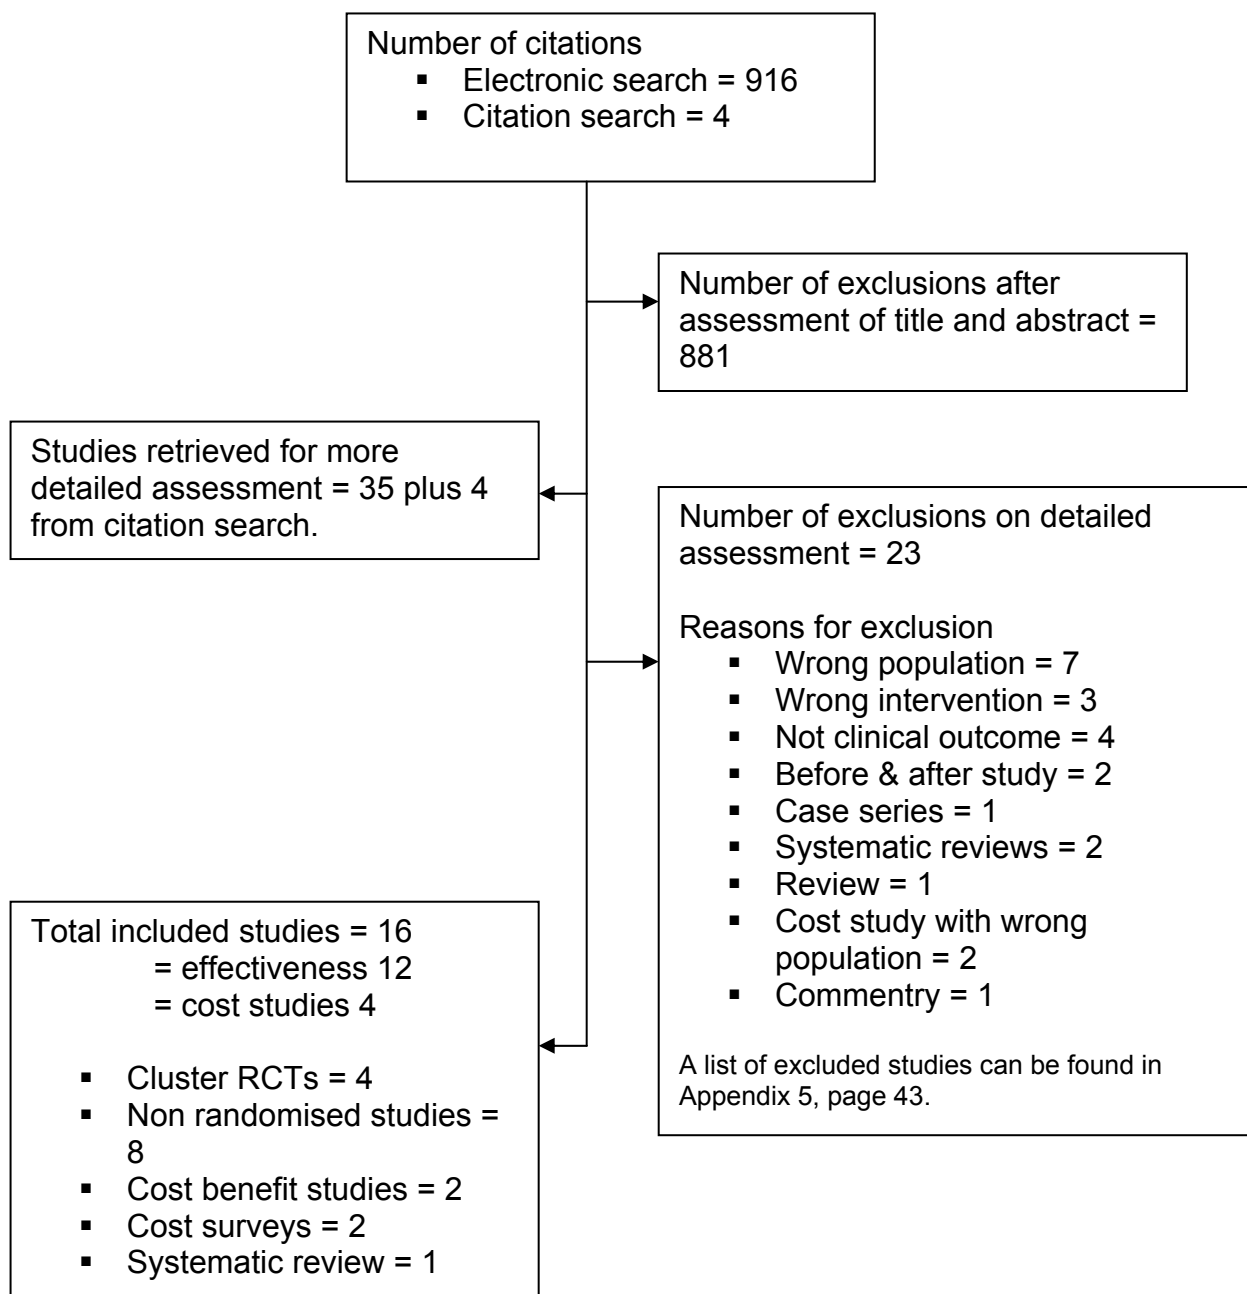 Number of citations
▪ Electronic search = 916
▪ Citation search = 4
Number of exclusions after
assessment of title and abstract =
881
Studies retrieved for more
detailed assessment = 35 plus 4
from citation search.
Number of exclusions on detailed
assessment = 23
Reasons for exclusion
▪ Wrong population = 7
▪ Wrong intervention = 3
▪ Not clinical outcome = 4
▪ Before & after study = 2
▪ Case series = 1
▪ Systematic reviews = 2
▪ Review = 1
▪ Cost study with wrong
population = 2
▪ Commentry = 1
A list of excluded studies can be found in
Appendix 5, page 43.
Total included studies = 16
= effectiveness 12
= cost studies 4
▪ Cluster RCTs = 4
▪ Non randomised studies =
8
▪ Cost benefit studies = 2
▪ Cost surveys = 2
▪ Systematic review = 1